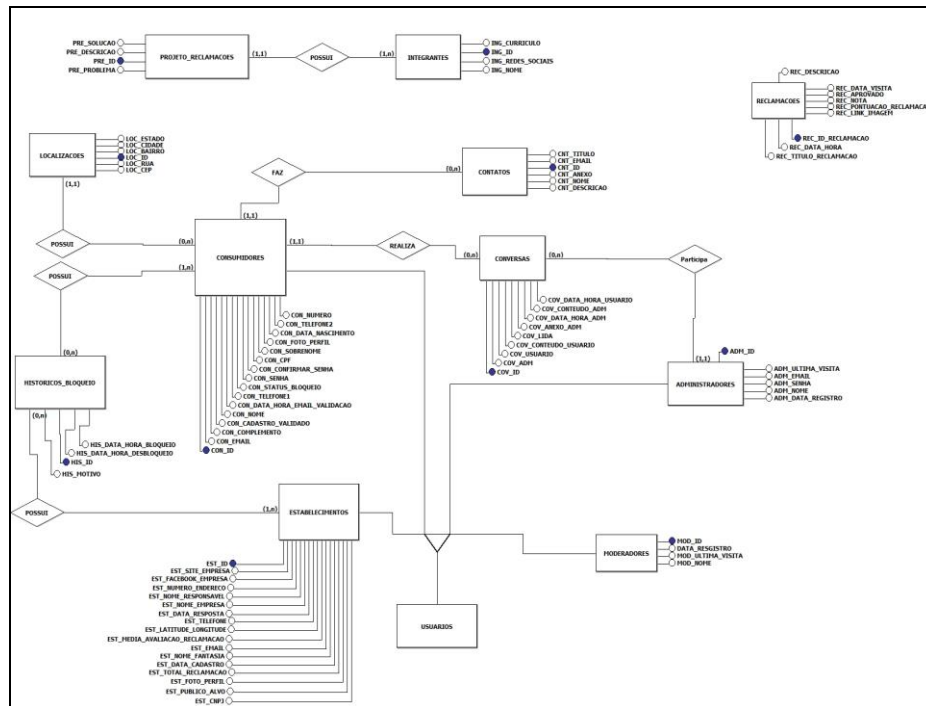 PRE_SOLUCAO
PRE_DESCRICAO
PRE_ID
PRE_PROBLEMA
PROJETO_RECLAMACOES
(1,1)
POSSUI
(1,n)
INTEGRANTES
ING_CURRICULO
ING_ID
ING_REDES_SOCIAIS
ING_NOME
REC_DESCRICAO
RECLAMACOES
REC_DATA_VISITA
REC_APROVADO
REC_NOTA
REC_PONTUACAO_RECLAMACA
REC_LINK_IMAGEM
REC_ID_RECLAMACAO
REC_DATA_HORA
REC_TITULO_RECLAMACAO
LOCALIZACOES
LOC_ESTADO
LOC_CIDADE
LOC_BAIRRO
LOC_ID
LOC_RUA
LOC_CEP
(1,1)
FAZ
(0,n)
CONTATOS
CNT_TITULO
CNT_EMAIL
CNT_ID
CNT_ANEXO
CNT_NOME
CNT_DESCRICAO
(1,1)
POSSUI
(0,n)
CONSUMIDORES
(1,1)
REALIZA
(0,n)
CONVERSAS
(0,n)
Participa
POSSUI
(1,n)
COV_DATA_HORA_USUARIO
COV_CONTEUDO_ADM
COV_DATA_HORA_ADM
COV_ANEXO_ADM
COV_LIDA
COV_CONTEUDO_USUARIO
COV_USUARIO
COV_ADM
COV_ID
CON_NUMERO
CON_TELEFONE2
CON_DATA_NASCIMENTO
CON_FOTO_PERFIL
CON_SOBRENOME
CON_CPF
CON_CONFIRMAR_SENHA
CON_SENHA
CON_STATUS_BLOQUEIO
CON_TELEFONE1
CON_DATA_HORA_EMAIL_VALIDACAO
CON_NOME
CON_CADASTRO_VALIDADO
CON_COMPLEMENTO
CON_EMAIL
CON_ID
(1,1)
ADM_ID
ADMINISTRADORES
ADM_ULTIMA_VISITA
ADM_EMAIL
ADM_SENHA
ADM_NOME
ADM_DATA_REGISTRO
(0,n)
HISTORICOS_BLOQUEIO
(0,n)
HIS_DATA_HORA_BLOQUEIO
HIS_DATA_HORA_DESBLOQUEIO
HIS_ID
HIS_MOTIVO
POSSUI
(1,n)
ESTABELECIMENTOS
MODERADORES
MOD_ID
DATA_RESGISTRO
MOD_ULTIMA_VISITA
MOD_NOME
USUARIOS
EST_ID
EST_SITE_EMPRESA
EST_FACEBOOK_EMPRESA
EST_NUMERO_ENDERECO
EST_NOME_RESPONSAVEL
EST_NOME_EMPRESA
EST_DATA_RESPOSTA
EST_TELEFONE
EST_LATITUDE_LONGITUDE
EST_MEDIA_AVALIACAO_RECLAMACAO
EST_EMAIL
EST_NOME_FANTASIA
EST_DATA_CADASTRO
EST_TOTAL_RECLAMACAO
EST_FOTO_PERFIL
EST_PUBLICO_ALVO
EST_CNPJ